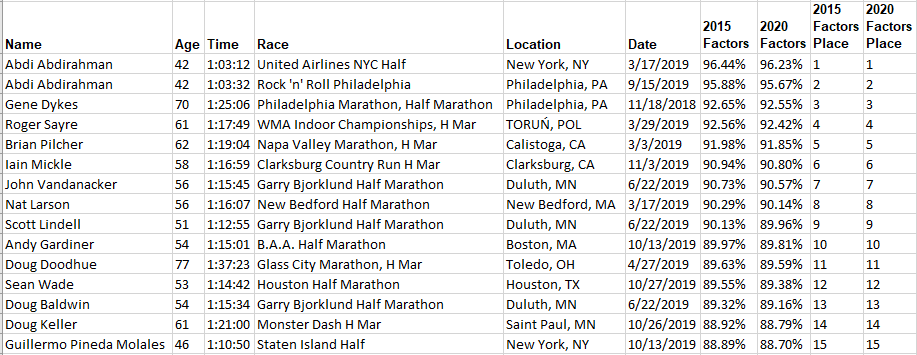 Name Age Time Race Location Date 2015 Factors 2020 Factors 2015 Factors Place 2020 Factors Place
Abdi Abdirahman 42 1:03:12 United Airlines NYC Half New York, NY 3/17/2019 96.44% 96.23% 1 1
Abdi Abdirahman 42 1:03:32 Rock 'n' Roll Philadelphia Philadelphia, PA 9/15/2019 95.88% 95.67% 2 2
Gene Dykes 70 1:25:06 Philadelphia Marathon, Half Marathon Philadelphia, PA 11/18/2018 92.65% 92.55% 3 3
Roger Sayre 61 1:17:49 WMA Indoor Championships, H Mar TORUŃ, POL 3/29/2019 92.56% 92.42% 4 4
Brian Pilcher 62 1:19:04 Napa Valley Marathon, H Mar Calistoga, CA 3/3/2019 91.98% 91.85% 5 5
Iain Mickle 58 1:16:59 Clarksburg Country Run H Mar Clarksburg, CA 11/3/2019 90.94% 90.80% 6 6
John Vandanacker 56 1:15:45 Garry Bjorklund Half Marathon Duluth, MN 6/22/2019 90.73% 90.57% 7 7
Nat Larson 56 1:16:07 New Bedford Half Marathon New Bedford, MA 3/17/2019 90.29% 90.14% 8 8
Scott Lindell 51 1:12:55 Garry Bjorklund Half Marathon Duluth, MN 6/22/2019 90.13% 89.96% 9 9
Andy Gardiner 54 1:15:01 B.A.A. Half Marathon Boston, MA 10/13/2019 89.97% 89.81% 10 10
Doug Doodhue 77 1:37:23 Glass City Marathon, H Mar Toledo, OH 4/27/2019 89.63% 89.59% 11 11
Sean Wade 53 1:14:42 Houston Half Marathon Houston, TX 10/27/2019 89.55% 89.38% 12 12
Doug Baldwin 54 1:15:34 Garry Bjorklund Half Marathon Duluth, MN 6/22/2019 89.32% 89.16% 13 13
Doug Keller 61 1:21:00 Monster Dash H Mar Saint Paul, MN 10/26/2019 88.92% 88.79% 14 14
Guillermo Pineda Molales 46 1:10:50 Staten Island Half New York, NY 10/13/2019 88.89% 88.70% 15 15